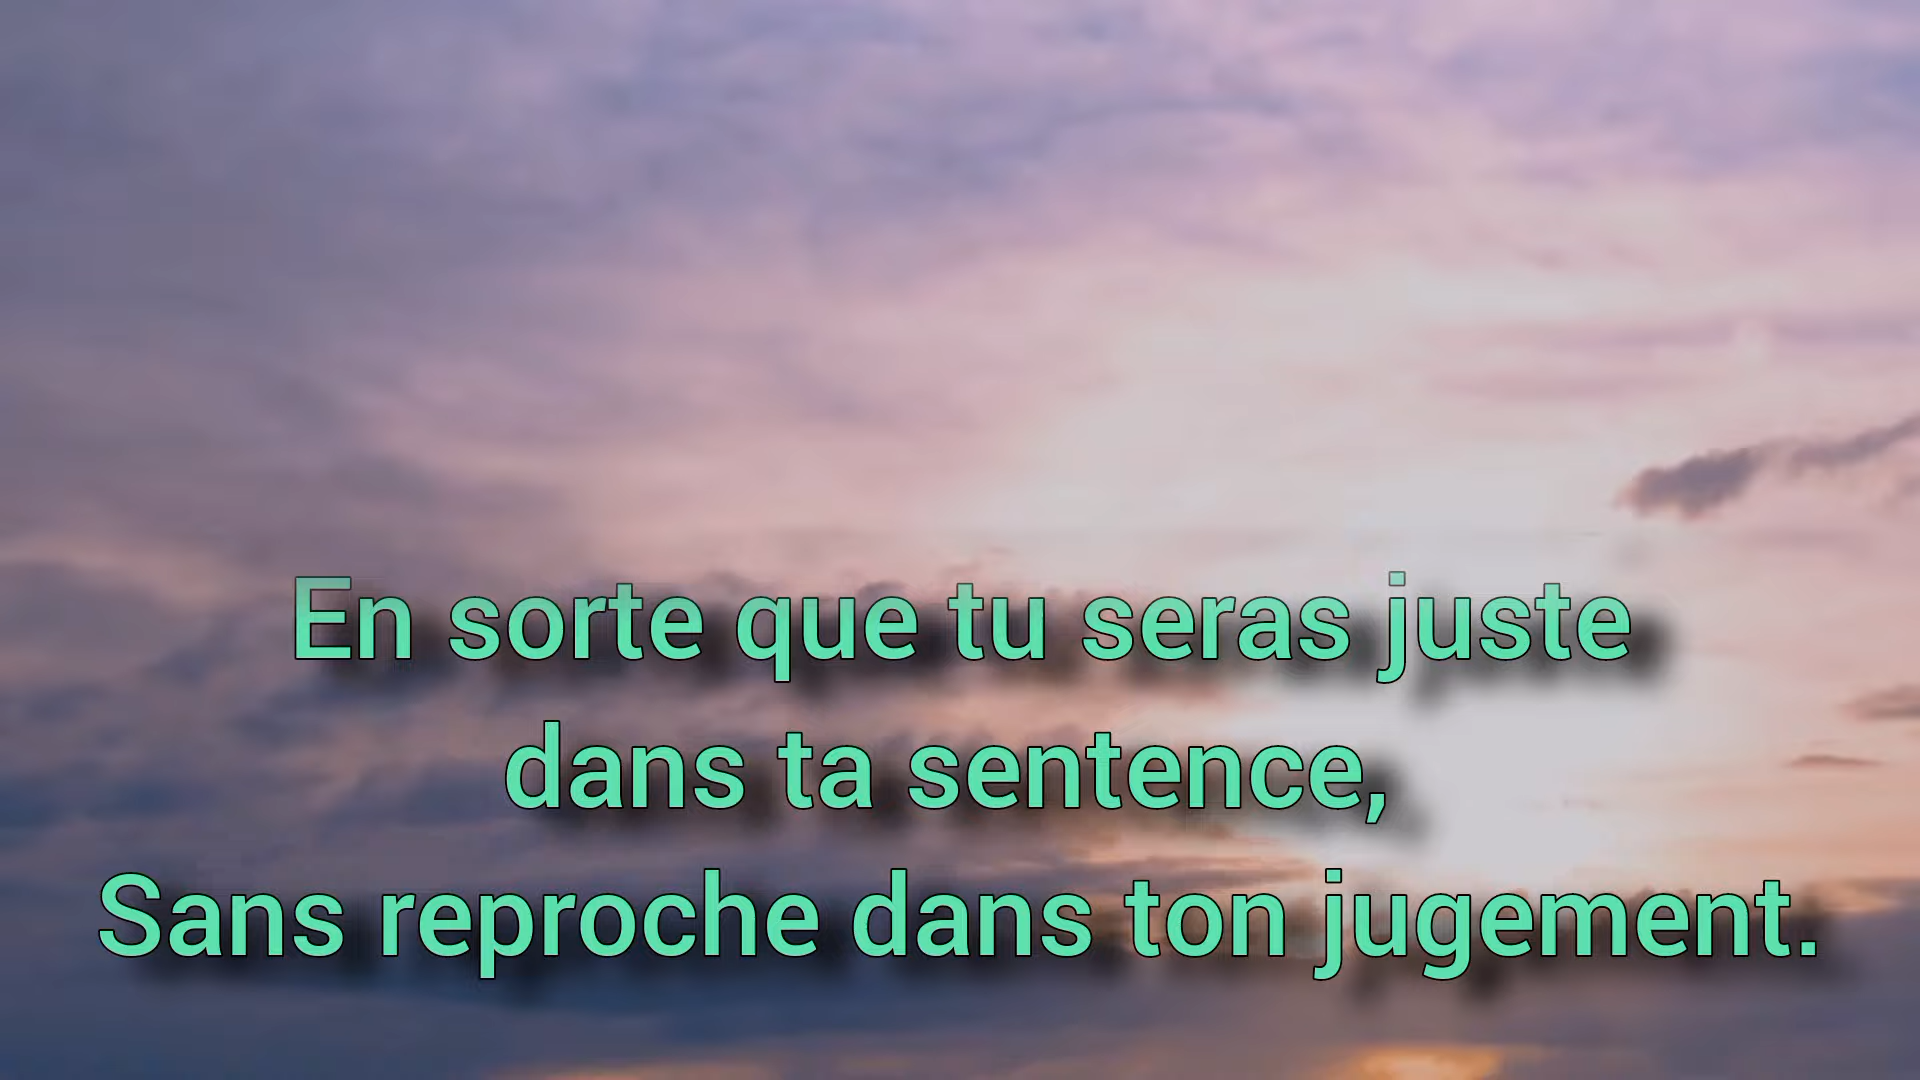 En sorte que tu seras juste
dans ta sentence,
Sans reproche dans ton jugement.